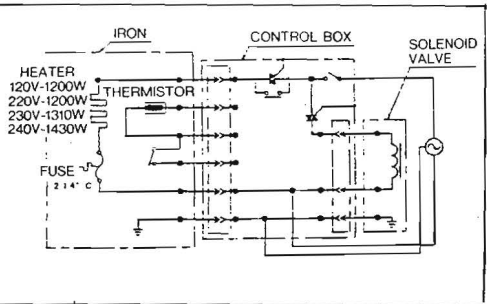 IRON
CONTROL BOX
SOLENOID
VALVE
HEATER
120V-1200W
220V-1200W
230V-1310W
240V-1430W
THERMISTOR
FUSE
214°C